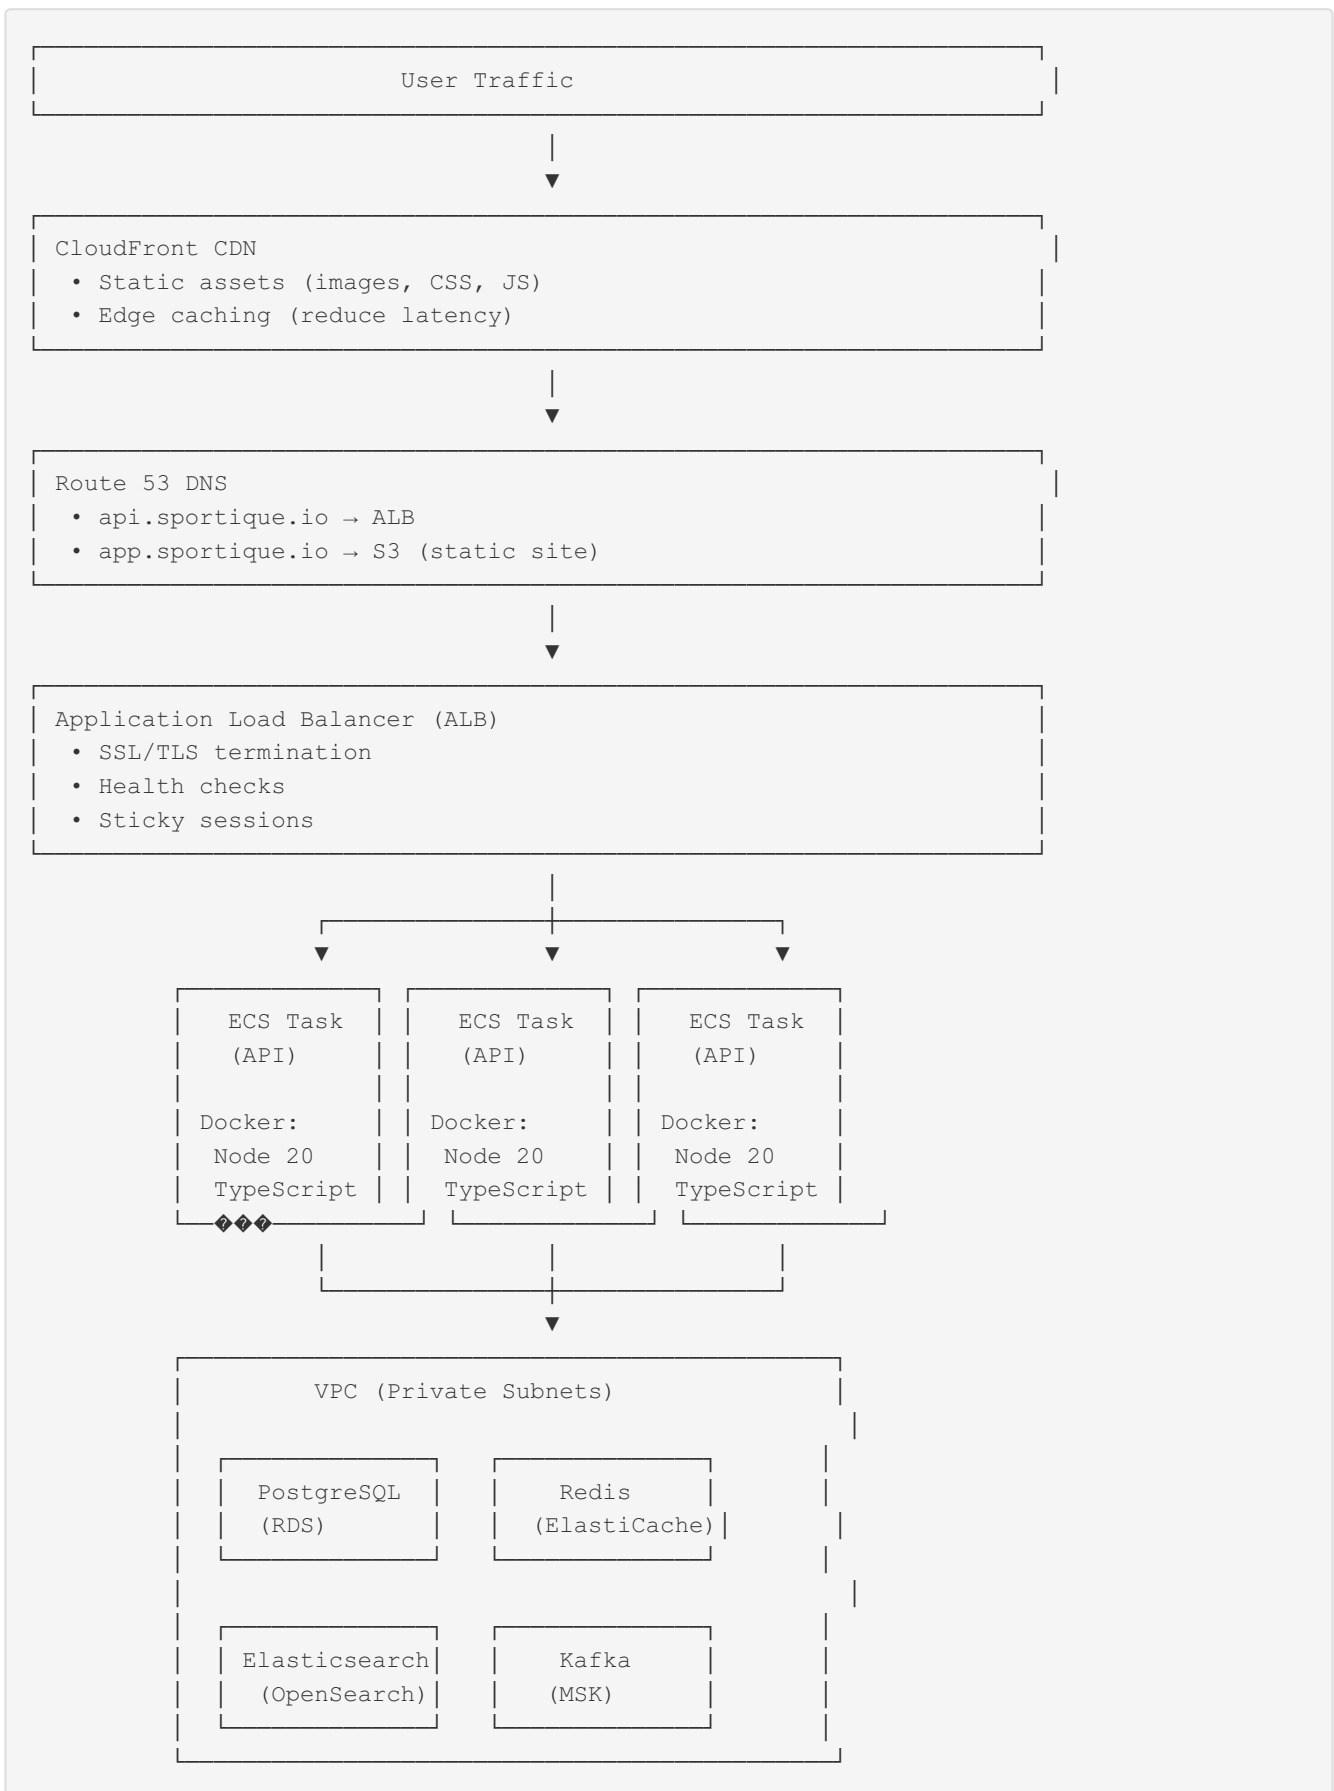 User Traffic
▼
CloudFront CDN
• Static assets (images, CSS, JS)
• Edge caching (reduce latency)
▼
Route 53 DNS
• api.sportique.io → ALB
• app.sportique.io → S3 (static site)
▼
Application Load Balancer (ALB)
• SSL/TLS termination
• Health checks
• Sticky sessions
▼ ▼ ▼
ECS Task ECS Task ECS Task
(API) (API) (API)
Docker: Docker: Docker:
Node 20 Node 20 Node 20
TypeScript TypeScript TypeScript
���
▼
VPC (Private Subnets)
PostgreSQL Redis
(RDS) (ElastiCache)
Elasticsearch Kafka
(OpenSearch) (MSK)